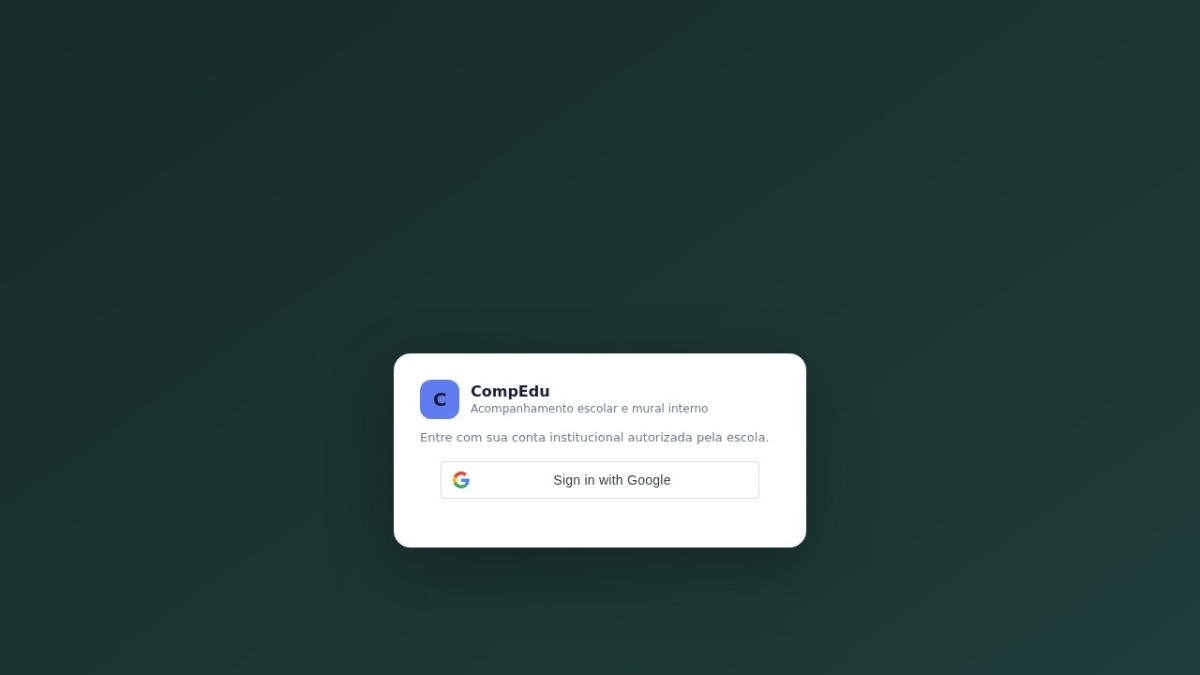 C
CompEdu
Acompanhamento escolar e mural interno
Entre com sua conta institucional autorizada pela escola.
Sign in with Google